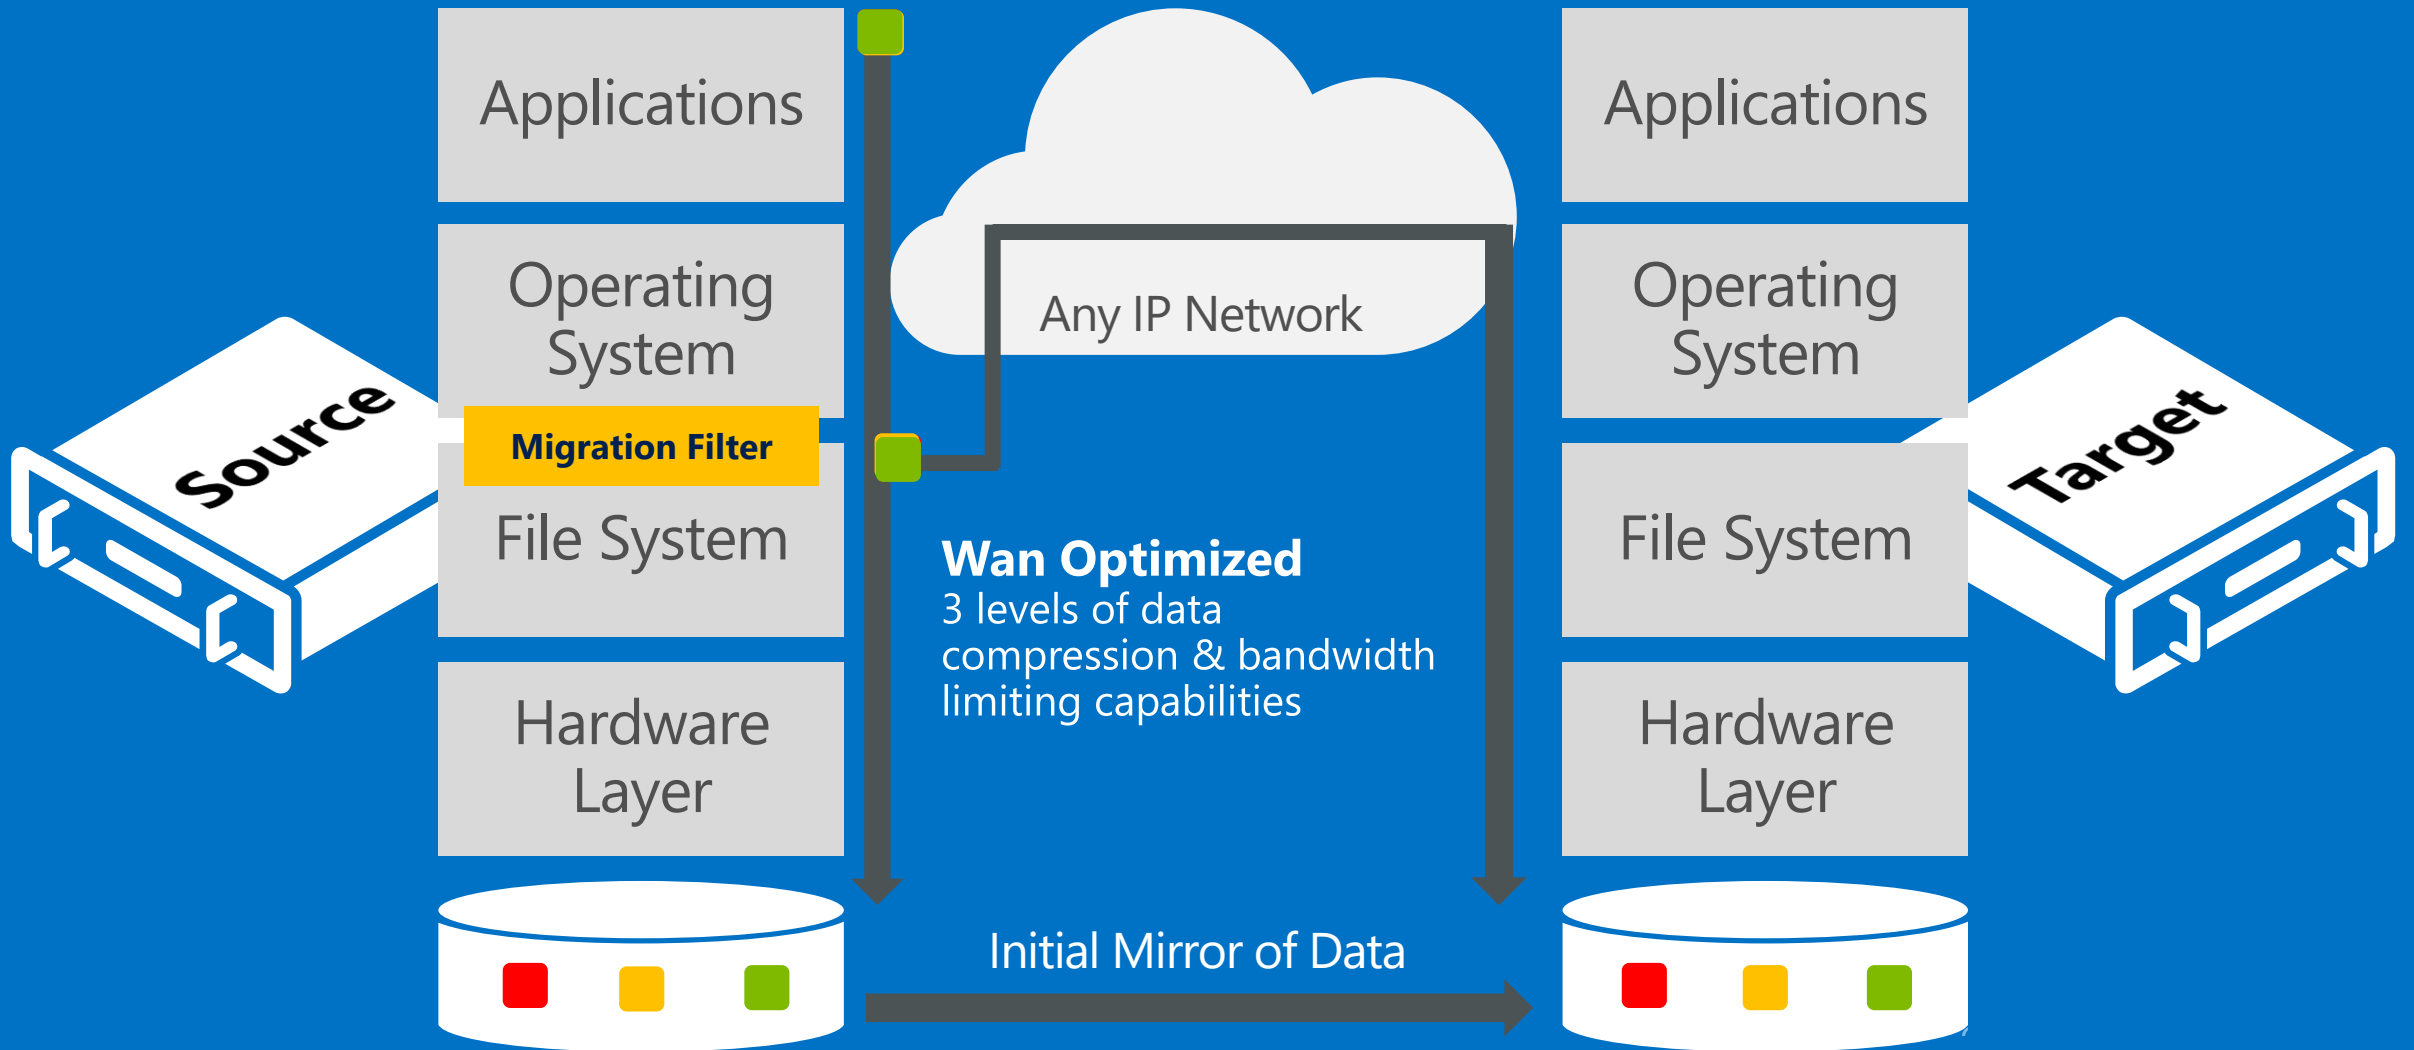 Source
Applications
Operating
System
Migration Filter
File System
Hardware
Layer
Any IP Network
Wan Optimized
3 levels of data
compression & bandwidth
limiting capabilities
Initial Mirror of Data
Applications
Operating
System
File System
Hardware
Layer
Target